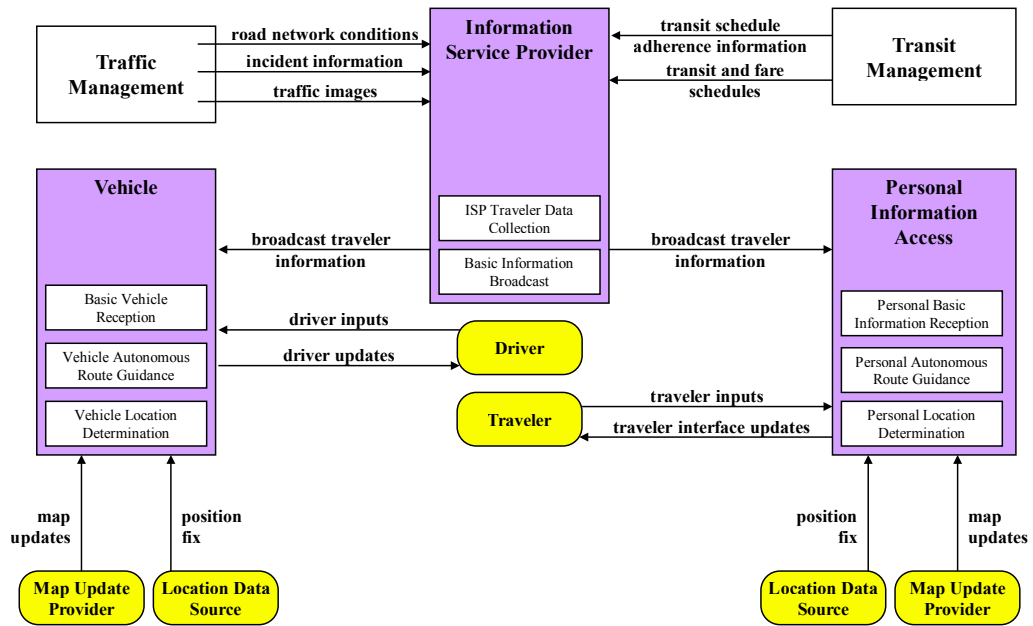 Traffic
Management
road network conditions
incident information
traffic images
Information
Service Provider
transit schedule
adherence information
transit and fare
schedules
Transit
Management
Vehicle
ISP Traveler Data
Collection
Basic Information
Broadcast
broadcast traveler
information
broadcast traveler
information
Personal
Information
Access
Basic Vehicle
Reception
Vehicle Autonomous
Route Guidance
Vehicle Location
Determination
driver inputs
driver updates
Driver
Traveler
traveler inputs
traveler interface updates
Personal Basic
Information Reception
Personal Autonomous
Route Guidance
Personal Location
Determination
map
updates
position
fix
position
fix
map
updates
Map Update
Provider
Location Data
Source
Location Data
Source
Map Update
Provider